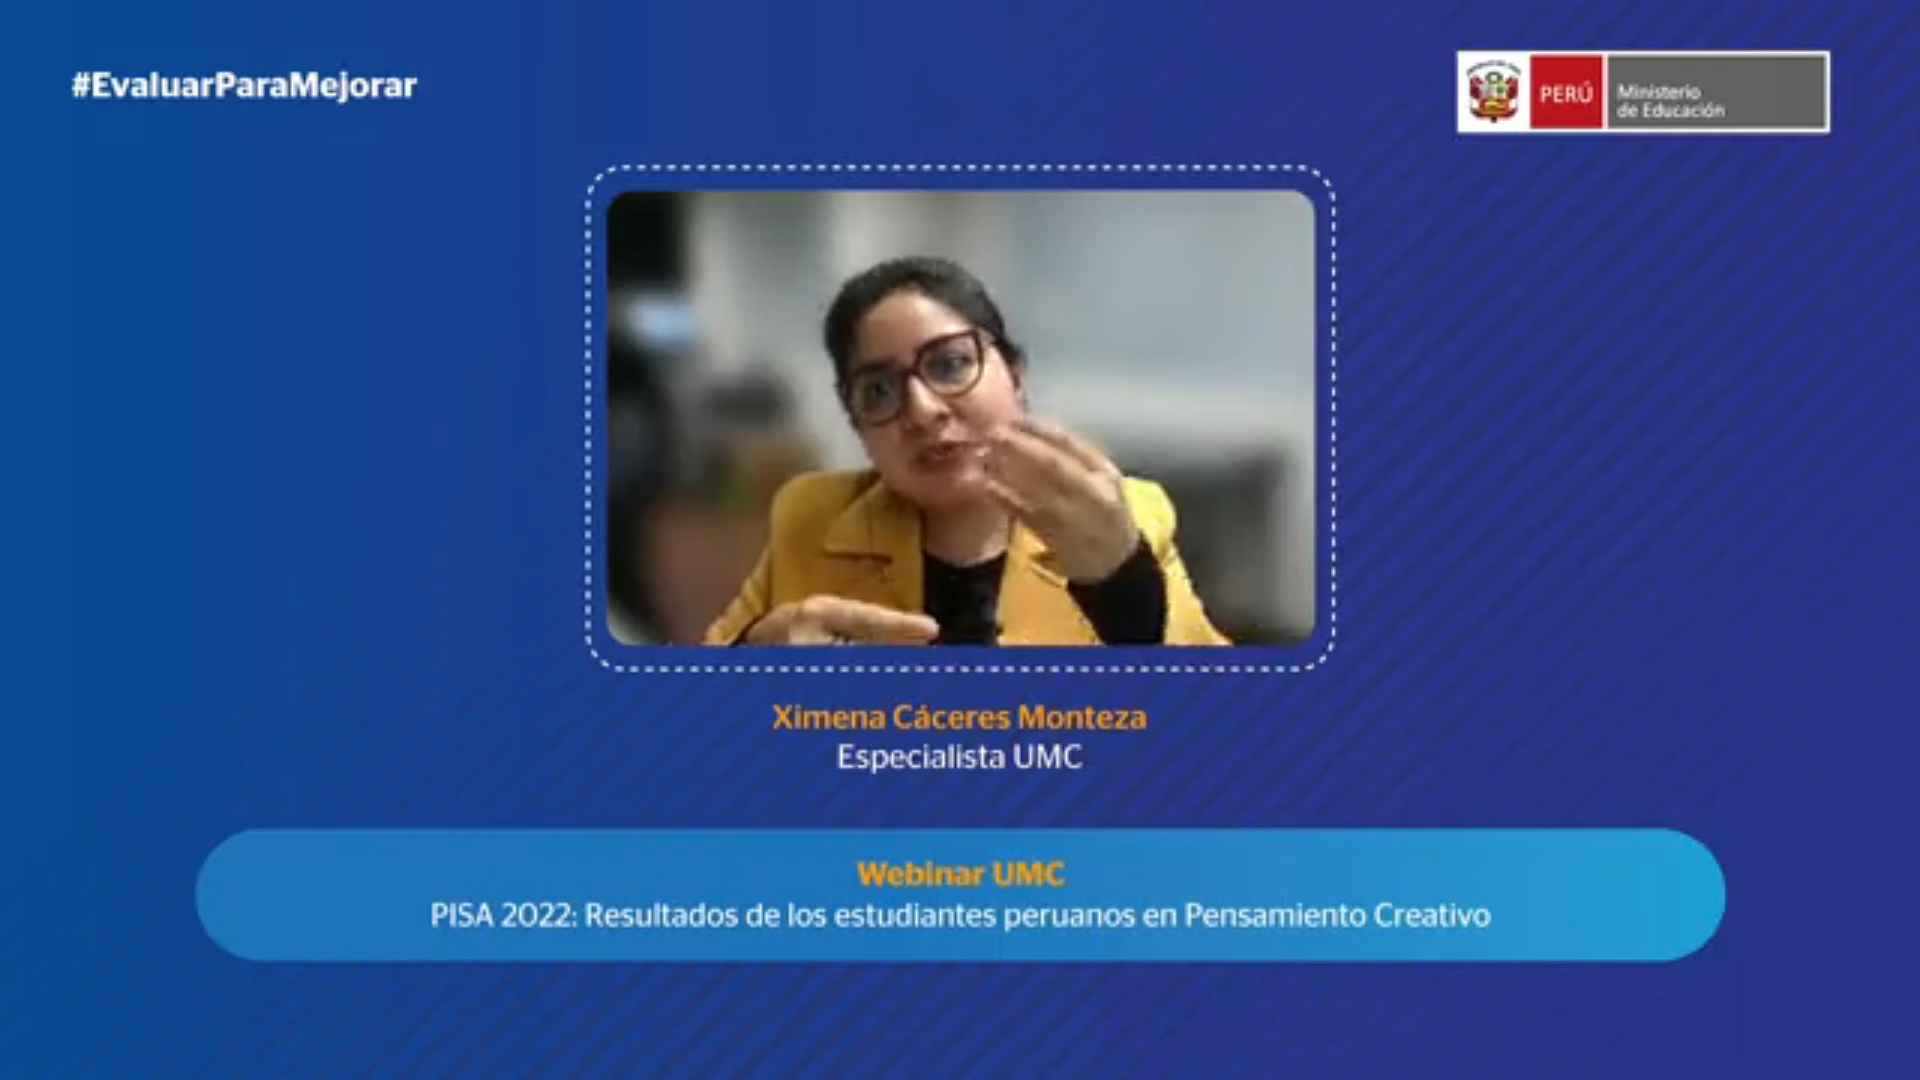 #EvaluarParaMejorar
PERÚ
Ministerio
de Educación
Ximena Cáceres Monteza
Especialista UMC
Webinar UMC
PISA 2022: Resultados de los estudiantes peruanos en Pensamiento Creativo